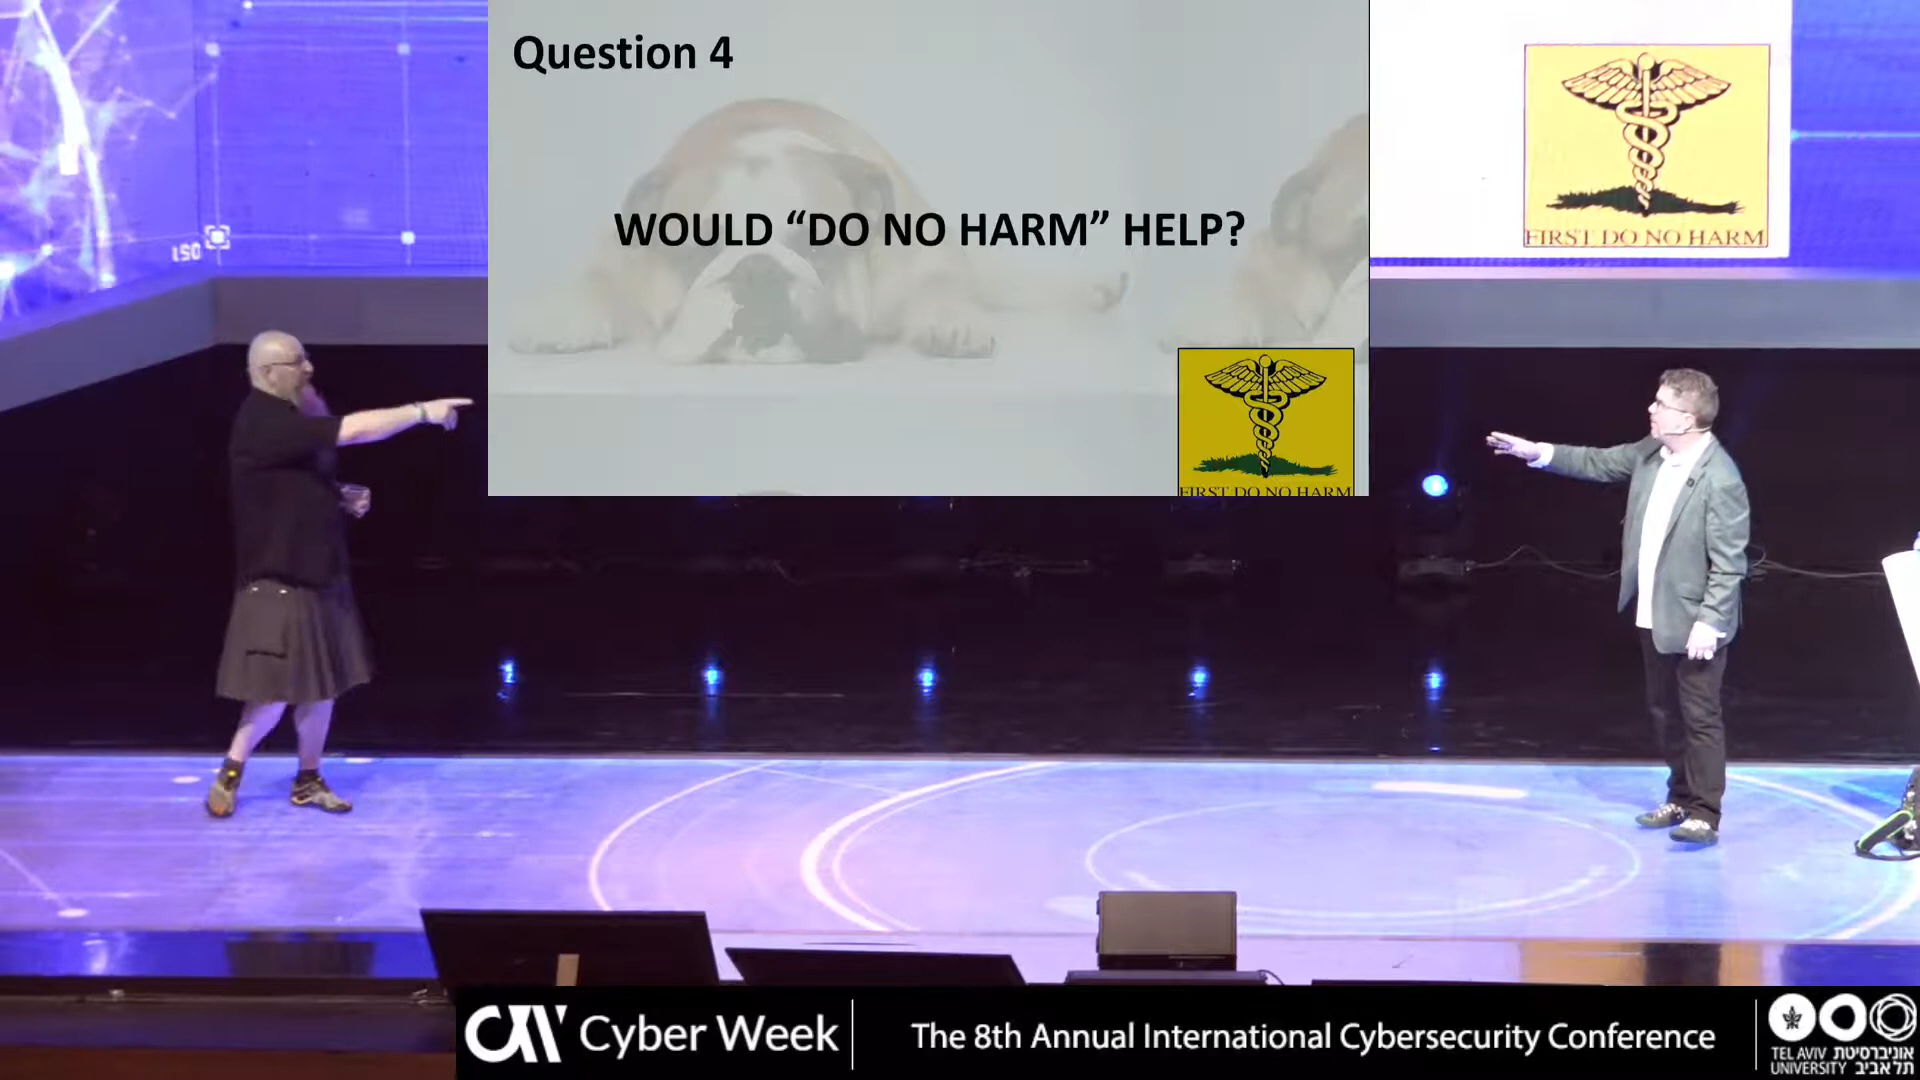 Question 4
WOULD “DO NO HARM” HELP?
FIRST DO NO HARM
FIRST DO NO HARM
Cyber Week
The 8th Annual International Cybersecurity Conference
TEL AVIV אוניברסיטת
UNIVERSITY תל אביב